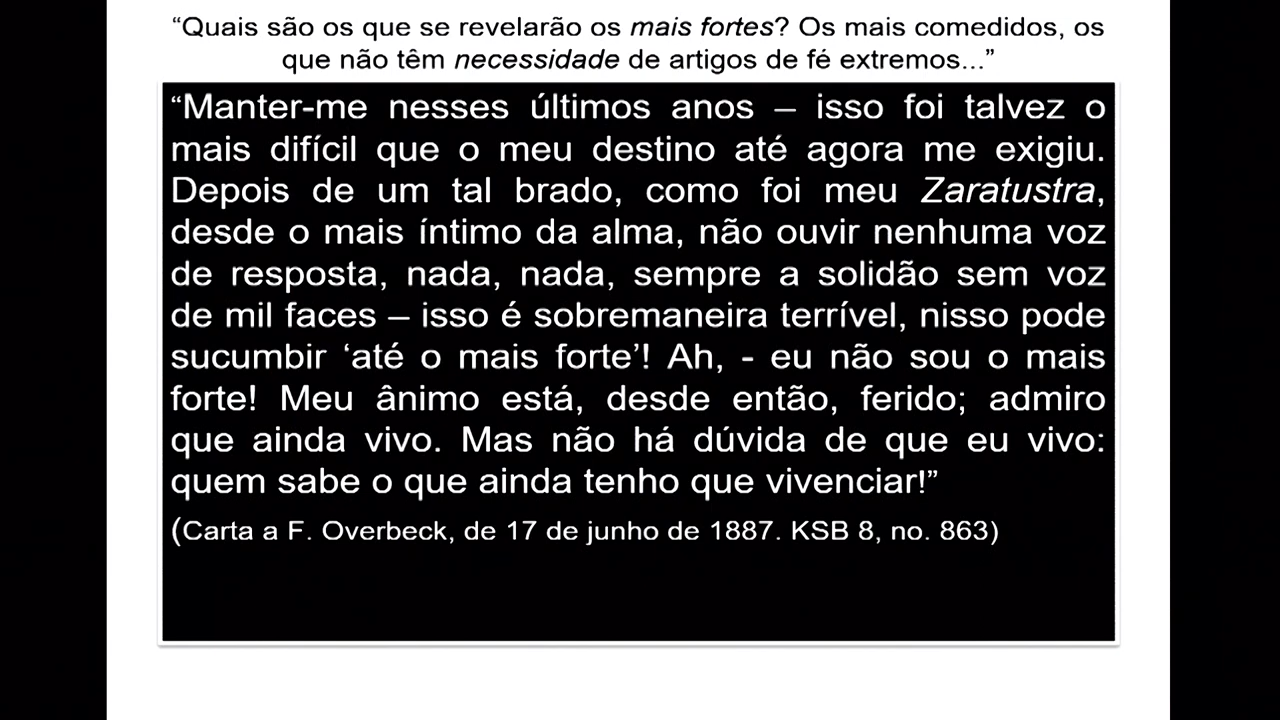 “Quais são os que se revelarão os mais fortes? Os mais comedidos, os
que não têm necessidade de artigos de fé extremos...”
“Manter-me nesses últimos anos – isso foi talvez o
mais difícil que o meu destino até agora me exigiu.
Depois de um tal brado, como foi meu Zaratustra,
desde o mais íntimo da alma, não ouvir nenhuma voz
de resposta, nada, nada, sempre a solidão sem voz
de mil faces – isso é sobremaneira terrível, nisso pode
sucumbir ‘até o mais forte’! Ah, - eu não sou o mais
forte! Meu ânimo está, desde então, ferido; admiro
que ainda vivo. Mas não há dúvida de que eu vivo:
quem sabe o que ainda tenho que vivenciar!”
(Carta a F. Overbeck, de 17 de junho de 1887. KSB 8, no. 863)